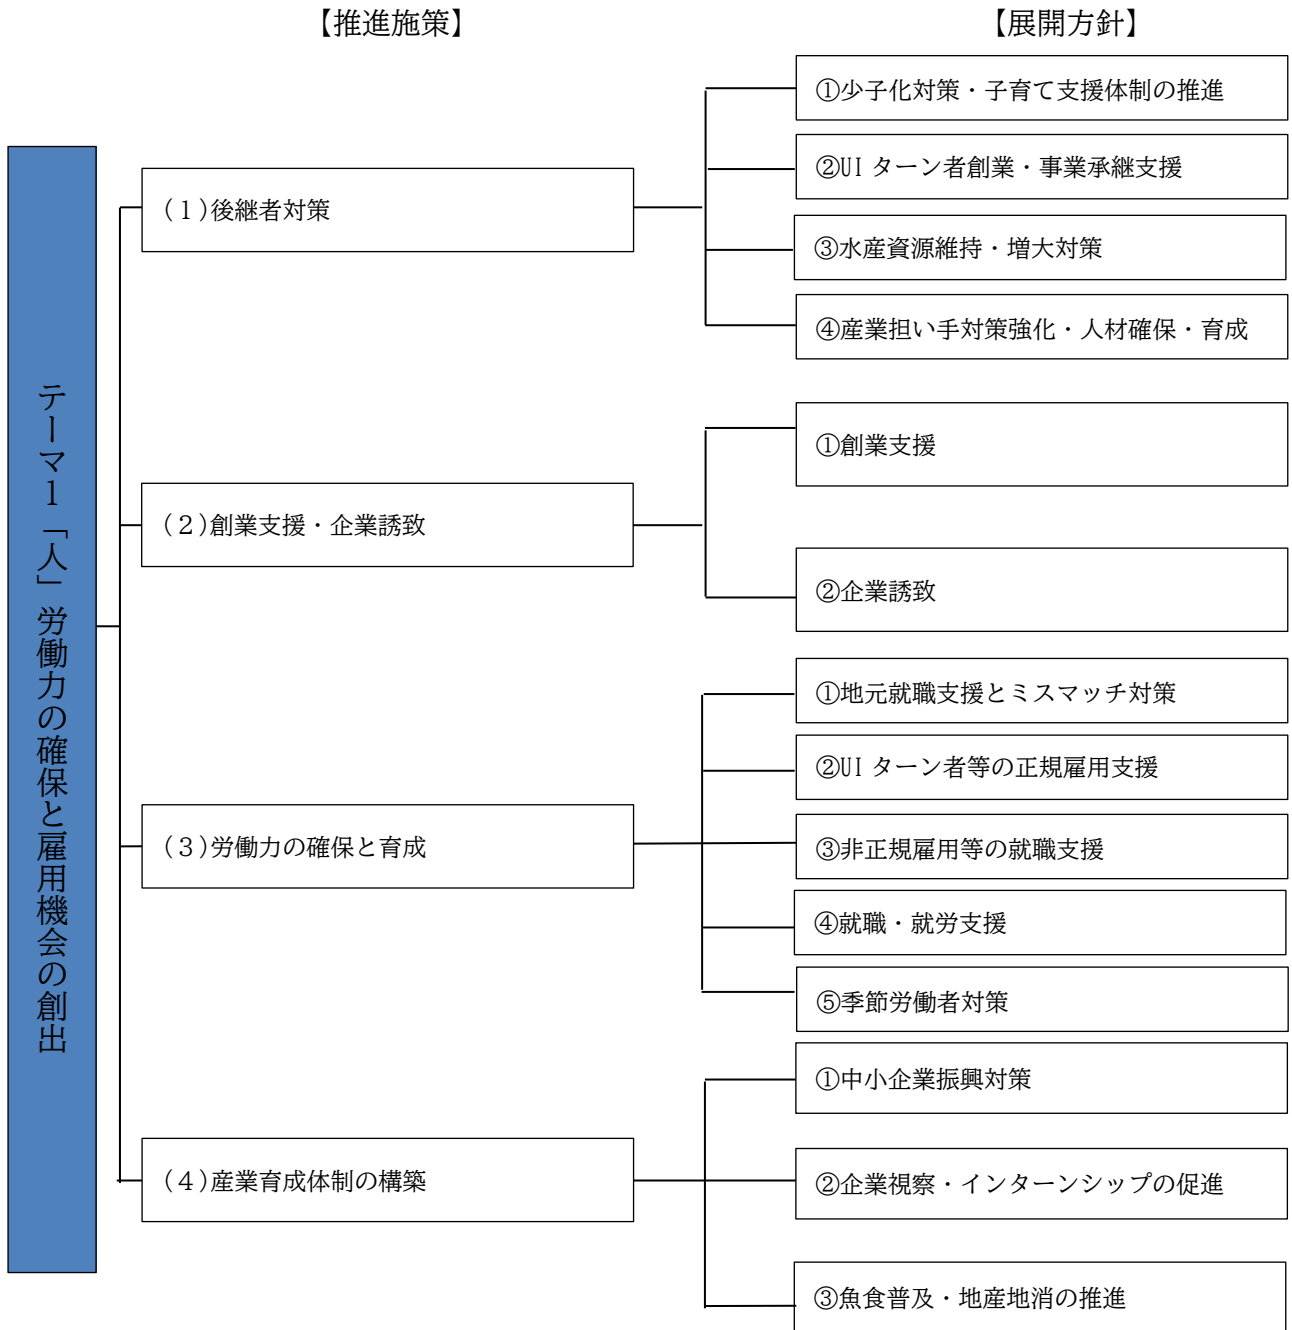 【推進施策】
【展開方針】
テーマ１「人」労働力の確保と雇用機会の創出
(１)後継者対策
①少子化対策・子育て支援体制の推進
②UI ターン者創業・事業承継支援
③水産資源維持・増大対策
④産業担い手対策強化・人材確保・育成
(２)創業支援・企業誘致
①創業支援
②企業誘致
(３)労働力の確保と育成
①地元就職支援とミスマッチ対策
②UI ターン者等の正規雇用支援
③非正規雇用等の就職支援
④就職・就労支援
⑤季節労働者対策
(４)産業育成体制の構築
①中小企業振興対策
②企業視察・インターンシップの促進
③魚食普及・地産地消の推進